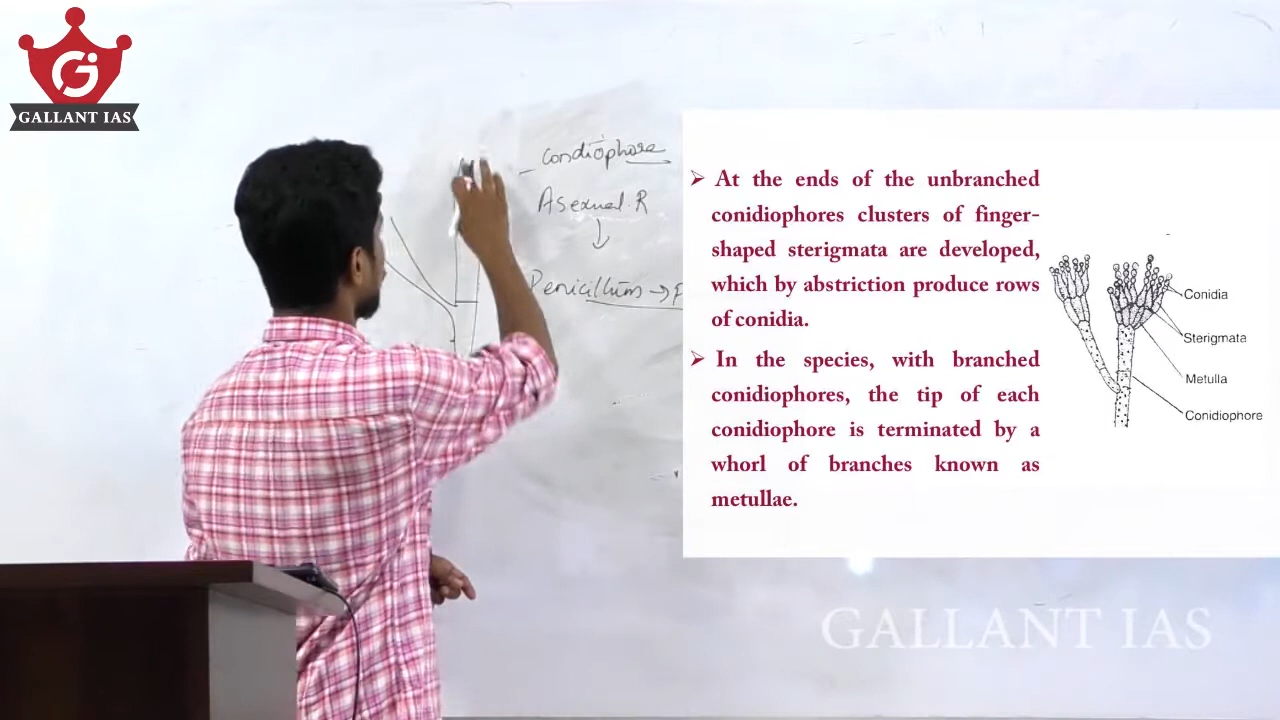 GALLANT IAS
Conidiophore
Asexual R
Penicillium →
➤ At the ends of the unbranched
conidiophores clusters of finger-
shaped sterigmata are developed,
which by abstriction produce rows
of conidia.
➤ In the species, with branched
conidiophores, the tip of each
conidiophore is terminated by a
whorl of branches known as
metullae.
Conidia
Sterigmata
Metulla
Conidiophore
GALLANT IAS